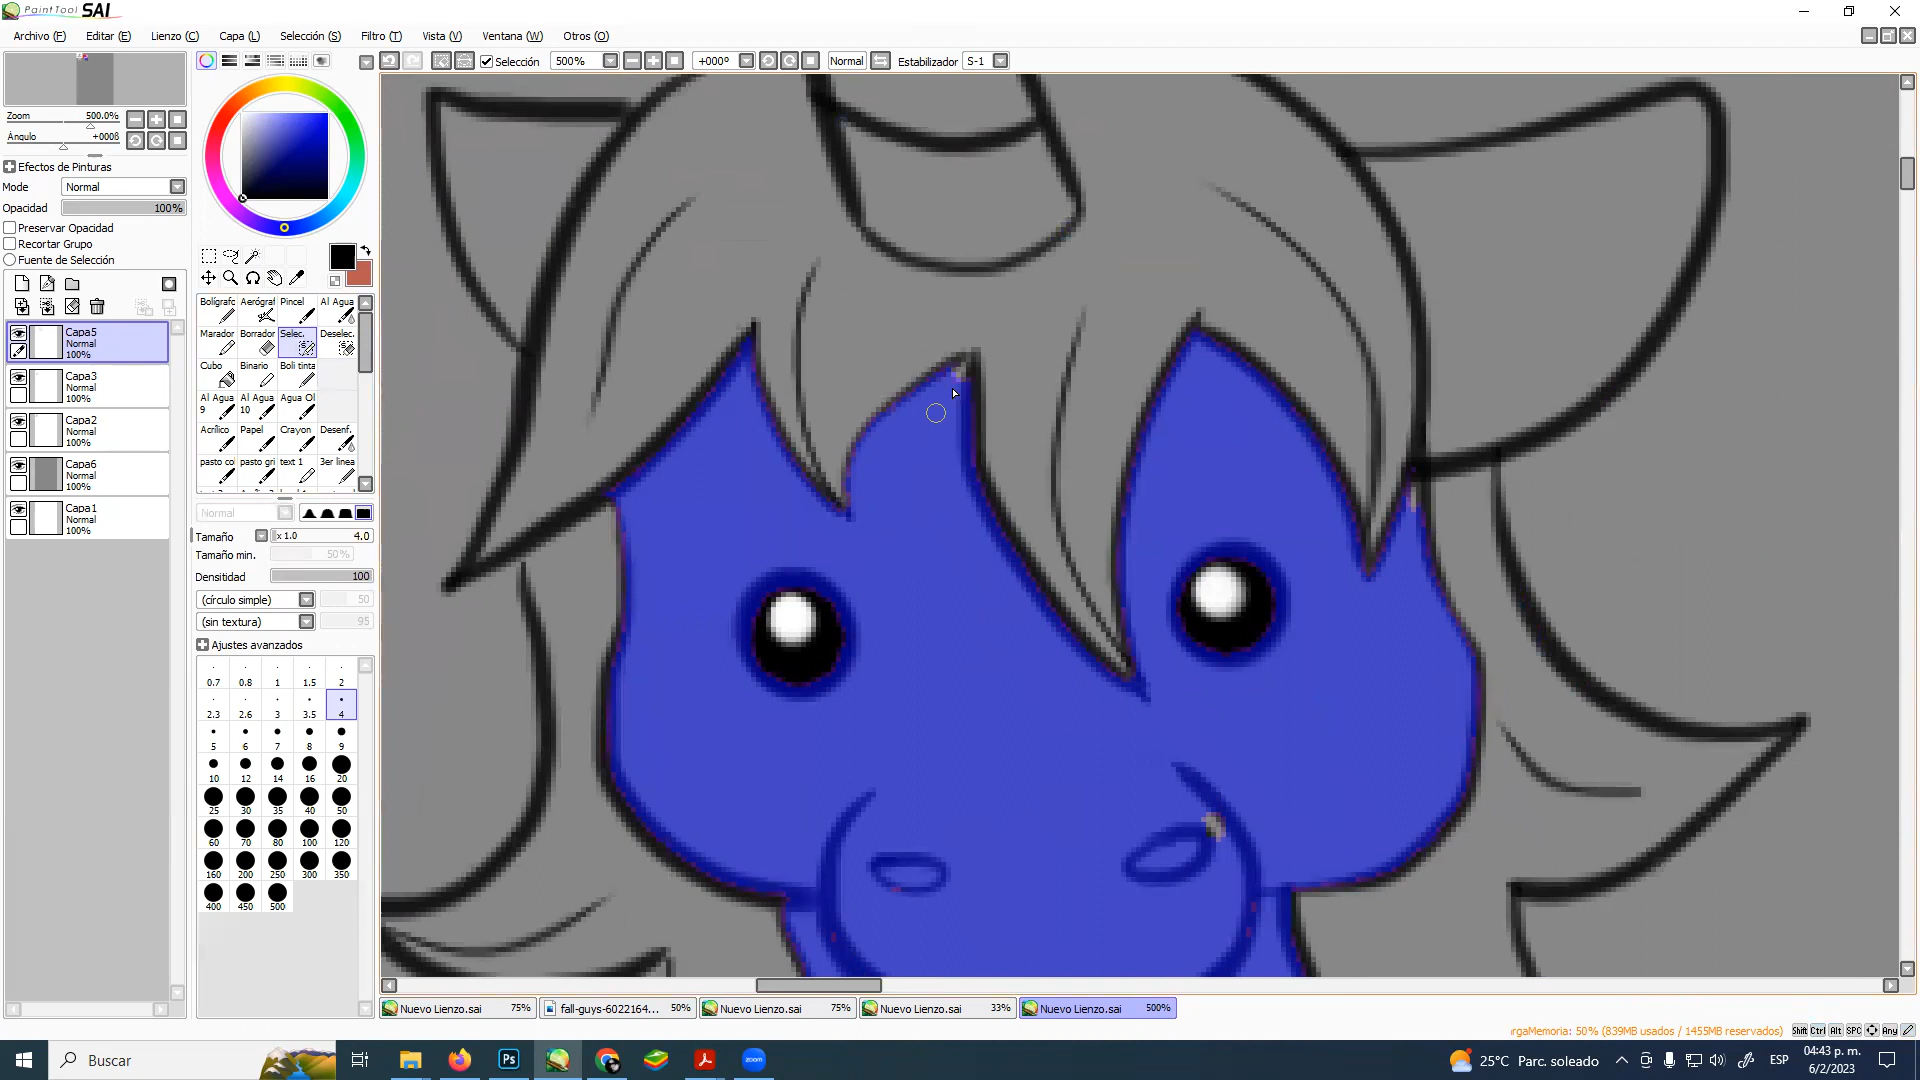 PaintTool SAI
Archivo (F) Editar (E) Lienzo (C) Capa (L) Selección (S) Filtro (T) Vista (V) Ventana (W) Otros (O)
Selección 500% +000º Normal Estabilizador S-1
Zoom 500.0%
Ángulo +000ß
Efectos de Pinturas
Mode Normal
Opacidad 100%
Preservar Opacidad
Recortar Grupo
Fuente de Selección
Capa5
Normal
100%
Capa3
Normal
100%
Capa2
Normal
100%
Capa6
Normal
100%
Capa1
Normal
100%
Bolígrafc Aerógraf Pincel Al Agua
Marador Borrador Selec. Deselec.
Cubo Binario Boli tinta
Al Agua 9 Al Agua 10 Agua Ol
Acrílico Papel Crayon Desenf.
pasto co pasto gri text 1 3er linea
Normal
Tamaño x 1.0 4.0
Tamaño min. 50%
Densitidad 100
(círculo simple) 50
(sin textura) 95
Ajustes avanzados
0.7 0.8 1 1.5 2
2.3 2.6 3 3.5 4
5 6 7 8 9
10 12 14 16 20
25 30 35 40 50
60 70 80 100 120
160 200 250 300 350
400 450 500
Nuevo Lienzo.sai 75% fall-guys-6022164... 50% Nuevo Lienzo.sai 75% Nuevo Lienzo.sai 33% Nuevo Lienzo.sai 500%
rgaMemoria: 50% (839MB usados / 1455MB reservados) Shift Ctrl Alt SPC Any
Buscar
Ps
zoom
25°C Parc. soleado
ESP
04:43 p. m.
6/2/2023